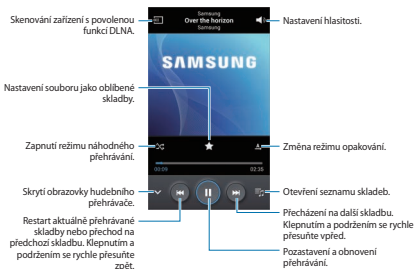 Skenování zařízení s povolenou
funkcí DLNA.
Samsung
Over the horizon
Samsung
Nastavení hlasitosti.
SAMSUNG
Nastavení souboru jako oblíbené
skladby.
Zapnutí režimu náhodného
přehrávání.
Změna režimu opakování.
00:09
02:35
Skrytí obrazovky hudebního
přehrávače.
Otevření seznamu skladeb.
Restart aktuálně přehrávané
skladby nebo přechod na
předchozí skladbu. Klepnutím a
podržením se rychle přesuňte
zpět.
Přecházení na další skladbu.
Klepnutím a podržením se rychle
přesuňte vpřed.
Pozastavení a obnovení
přehrávání.